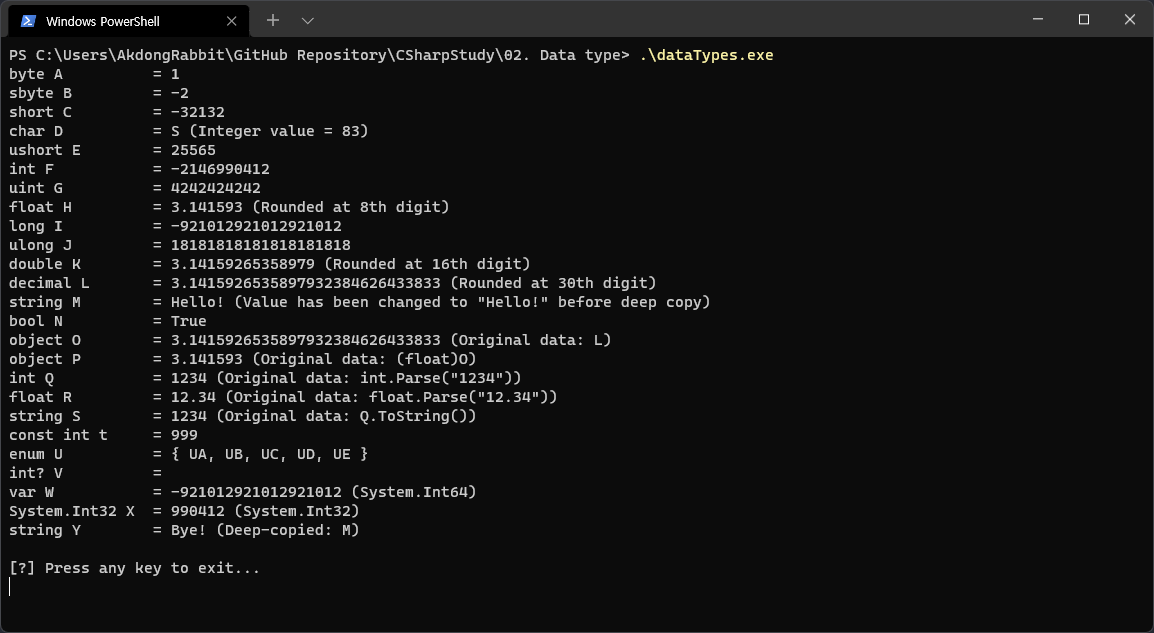 Windows PowerShell
PS C:\Users\AkdongRabbit\GitHub Repository\CSharpStudy\02. Data type> .\dataTypes.exe
byte A          = 1
sbyte B         = -2
short C         = -32132
char D          = S (Integer value = 83)
ushort E        = 25565
int F           = -2146990412
uint G          = 4242424242
float H         = 3.141593 (Rounded at 8th digit)
long I          = -921012921012921012
ulong J         = 18181818181818181818
double K        = 3.14159265358979 (Rounded at 16th digit)
decimal L       = 3.1415926535897932384626433833 (Rounded at 30th digit)
string M        = Hello! (Value has been changed to "Hello!" before deep copy)
bool N          = True
object O        = 3.1415926535897932384626433833 (Original data: L)
object P        = 3.141593 (Original data: (float)O)
int Q           = 1234 (Original data: int.Parse("1234"))
float R         = 12.34 (Original data: float.Parse("12.34"))
string S        = 1234 (Original data: Q.ToString())
const int t     = 999
enum U          = { UA, UB, UC, UD, UE }
int? V          =
var W           = -921012921012921012 (System.Int64)
System.Int32 X  = 990412 (System.Int32)
string Y        = Bye! (Deep-copied: M)
[?] Press any key to exit...